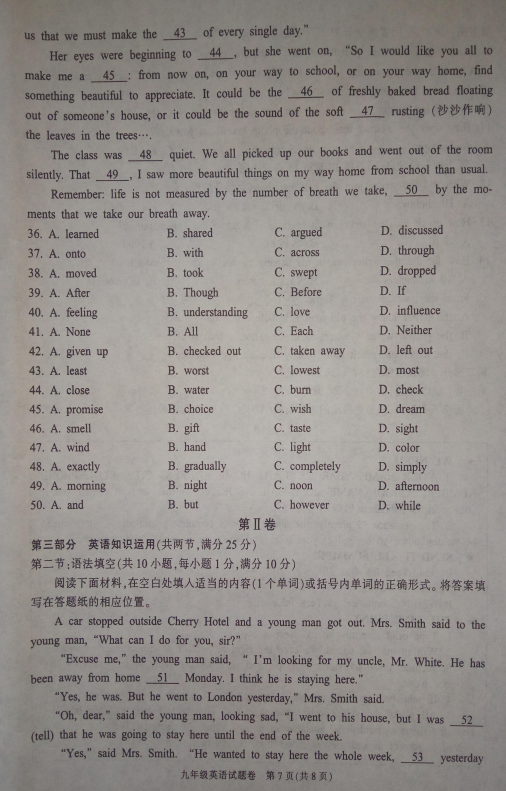 us that we must make the 43 of every single day."
Her eyes were beginning to 44 , but she went on, "So I would like you all to
make me a 45 : from now on, on your way to school, or on your way home, find
something beautiful to appreciate. It could be the 46 of freshly baked bread floating
out of someone's house, or it could be the sound of the soft 47 rusting (沙沙作响)
the leaves in the trees….
The class was 48 quiet. We all picked up our books and went out of the room
silently. That 49 , I saw more beautiful things on my way home from school than usual.
Remember: life is not measured by the number of breath we take, 50 by the mo-
ments that we take our breath away.
36. A. learned B. shared C. argued D. discussed
37. A. onto B. with C. across D. through
38. A. moved B. took C. swept D. dropped
39. A. After B. Though C. Before D. If
40. A. feeling B. understanding C. love D. influence
41. A. None B. All C. Each D. Neither
42. A. given up B. checked out C. taken away D. left out
43. A. least B. worst C. lowest D. most
44. A. close B. water C. burn D. check
45. A. promise B. choice C. wish D. dream
46. A. smell B. gift C. taste D. sight
47. A. wind B. hand C. light D. color
48. A. exactly B. gradually C. completely D. simply
49. A. morning B. night C. noon D. afternoon
50. A. and B. but C. however D. while
第Ⅱ卷
第三部分 英语知识运用(共两节,满分25分)
第二节:语法填空(共10小题,每小题1分,满分10分)
阅读下面材料,在空白处填入适当的内容(1个单词)或括号内单词的正确形式。将答案填
写在答题纸的相应位置。
A car stopped outside Cherry Hotel and a young man got out. Mrs. Smith said to the
young man, "What can I do for you, sir?"
"Excuse me," the young man said, " I'm looking for my uncle, Mr. White. He has
been away from home 51 Monday. I think he is staying here."
"Yes, he was. But he went to London yesterday," Mrs. Smith said.
"Oh, dear," said the young man, looking sad, "I went to his house, but I was 52
(tell) that he was going to stay here until the end of the week.
"Yes," said Mrs. Smith. "He wanted to stay here the whole week, 53 yesterday
九年级英语试题卷 第7页(共8页)